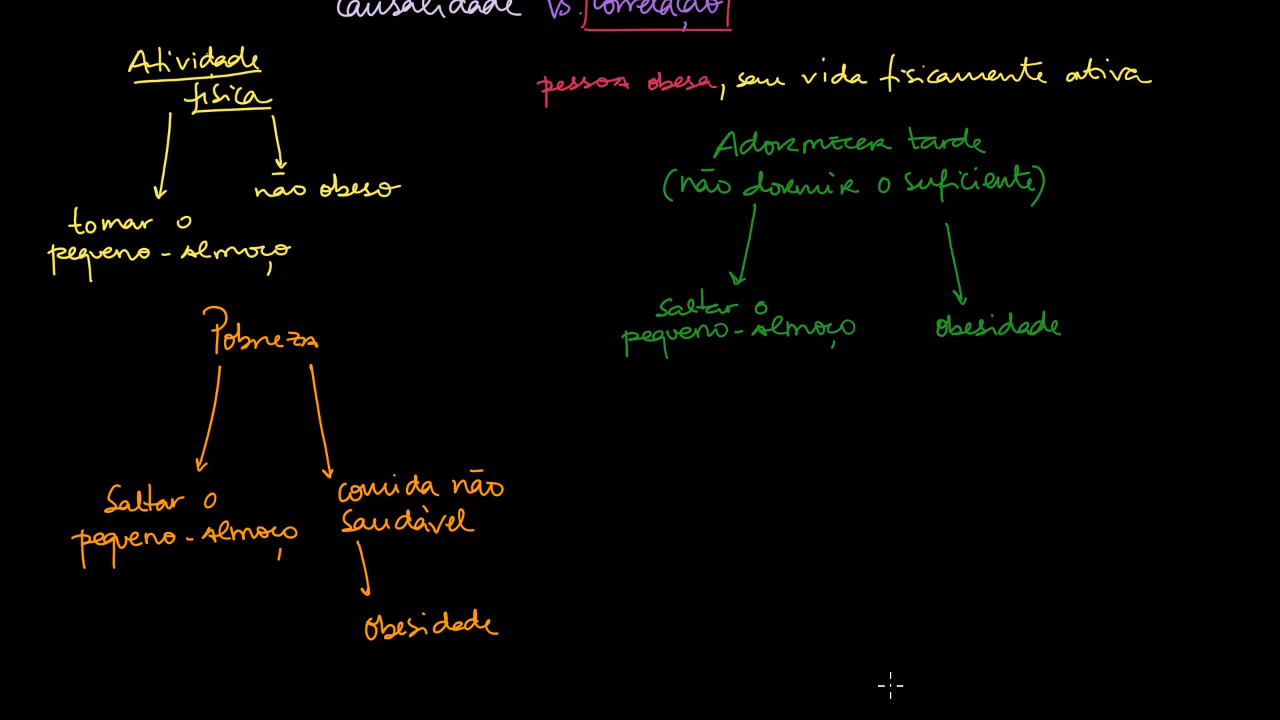 Causalidade vs. Correlação
Atividade
física
tomar o
pequeno-almoço
não obeso
pessoa obesa, sem vida fisicamente ativa
Adormecer tarde
(não dormir o suficiente)
Saltar o
pequeno-almoço
obesidade
Pobreza
Saltar o
pequeno-almoço
comida não
saudável
obesidade